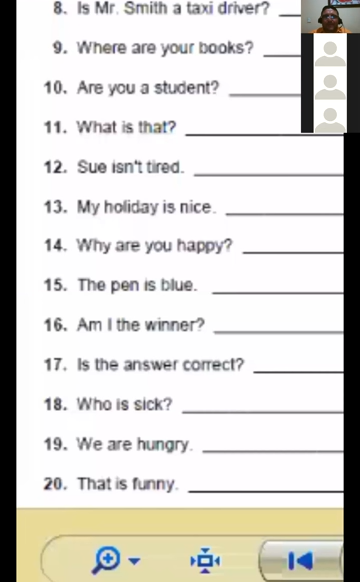 8. Is Mr. Smith a taxi driver?
9. Where are your books?
10. Are you a student?
11. What is that?
12. Sue isn't tired.
13. My holiday is nice.
14. Why are you happy?
15. The pen is blue.
16. Am I the winner?
17. Is the answer correct?
18. Who is sick?
19. We are hungry.
20. That is funny.